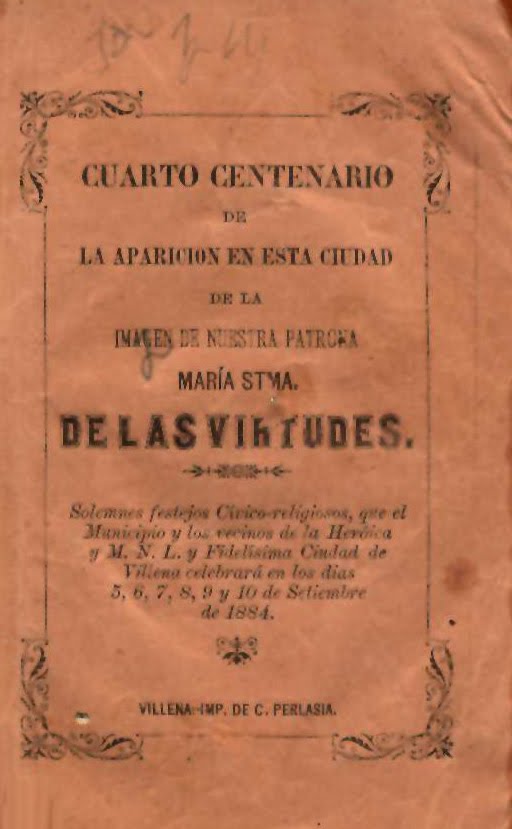 CUARTO CENTENARIO
DE
LA APARICION EN ESTA CIUDAD
DE LA
IMAGEN DE NUESTRA PATRONA
MARÍA STMA.
DE LAS VIRTUDES.
Solemnes festejos Cívico-religiosos, que el
Municipio y los vecinos de la Heróica
y M. N. L. y Fidelísima Ciudad de
Villena celebrará en los dias
5, 6, 7, 8, 9 y 10 de Setiembre
de 1884.
VILLENA:-IMP. DE C. PERLASIA.